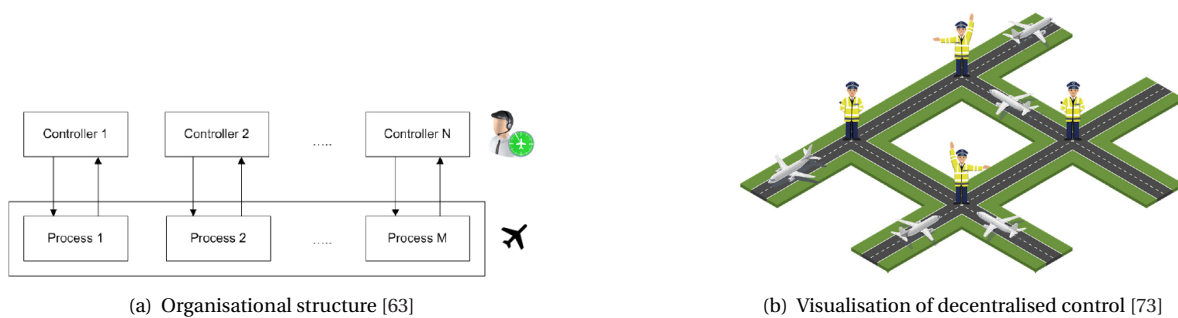 Controller 1
Controller 2
.....
Controller N
Process 1
Process 2
.....
Process M
(a) Organisational structure [63]
(b) Visualisation of decentralised control [73]